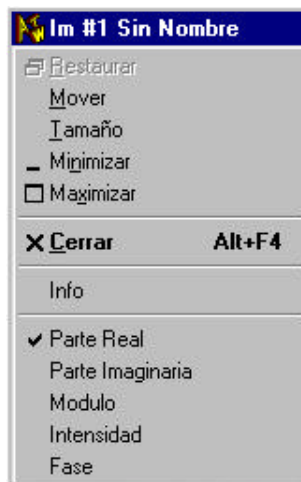 Im #1 Sin Nombre
Restaurar
Mover
Tamaño
Minimizar
Maximizar
Cerrar Alt+F4
Info
Parte Real
Parte Imaginaria
Modulo
Intensidad
Fase